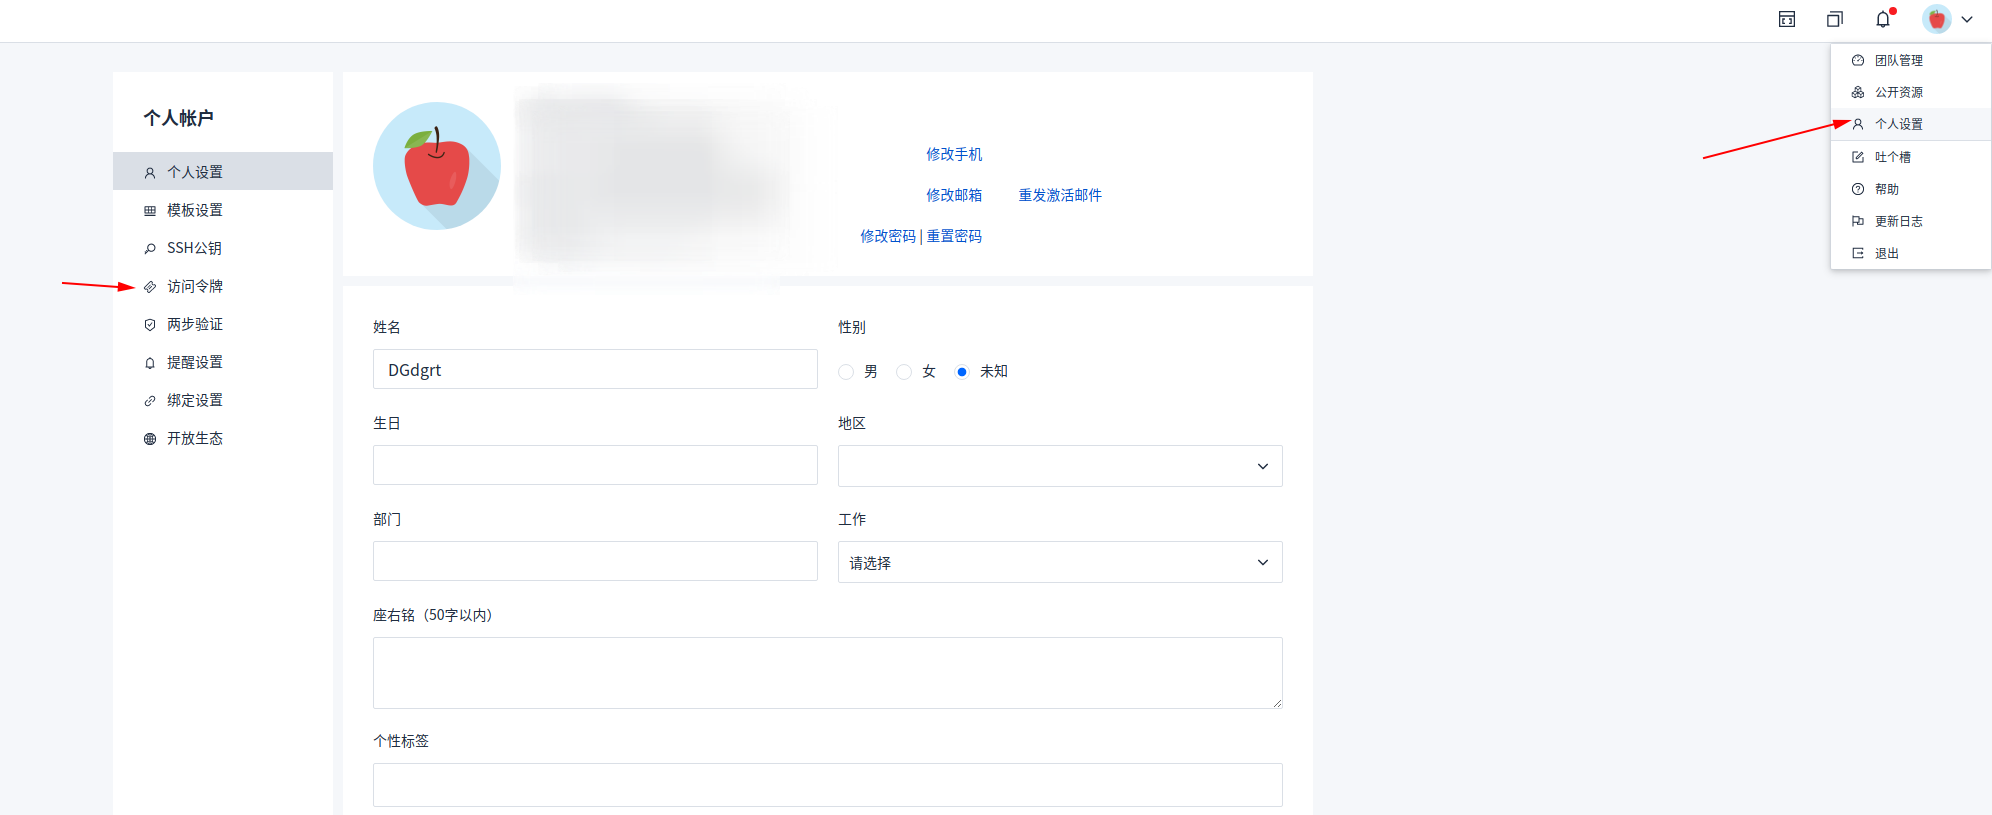 团队管理
公开资源
个人设置
吐个槽
帮助
更新日志
退出
个人帐户
个人设置
模板设置
SSH公钥
访问令牌
两步验证
提醒设置
绑定设置
开放生态
修改手机
修改邮箱 重发激活邮件
修改密码 | 重置密码
姓名 性别
DGdgrt 男 女 未知
生日 地区
部门 工作
请选择
座右铭（50字以内）
个性标签